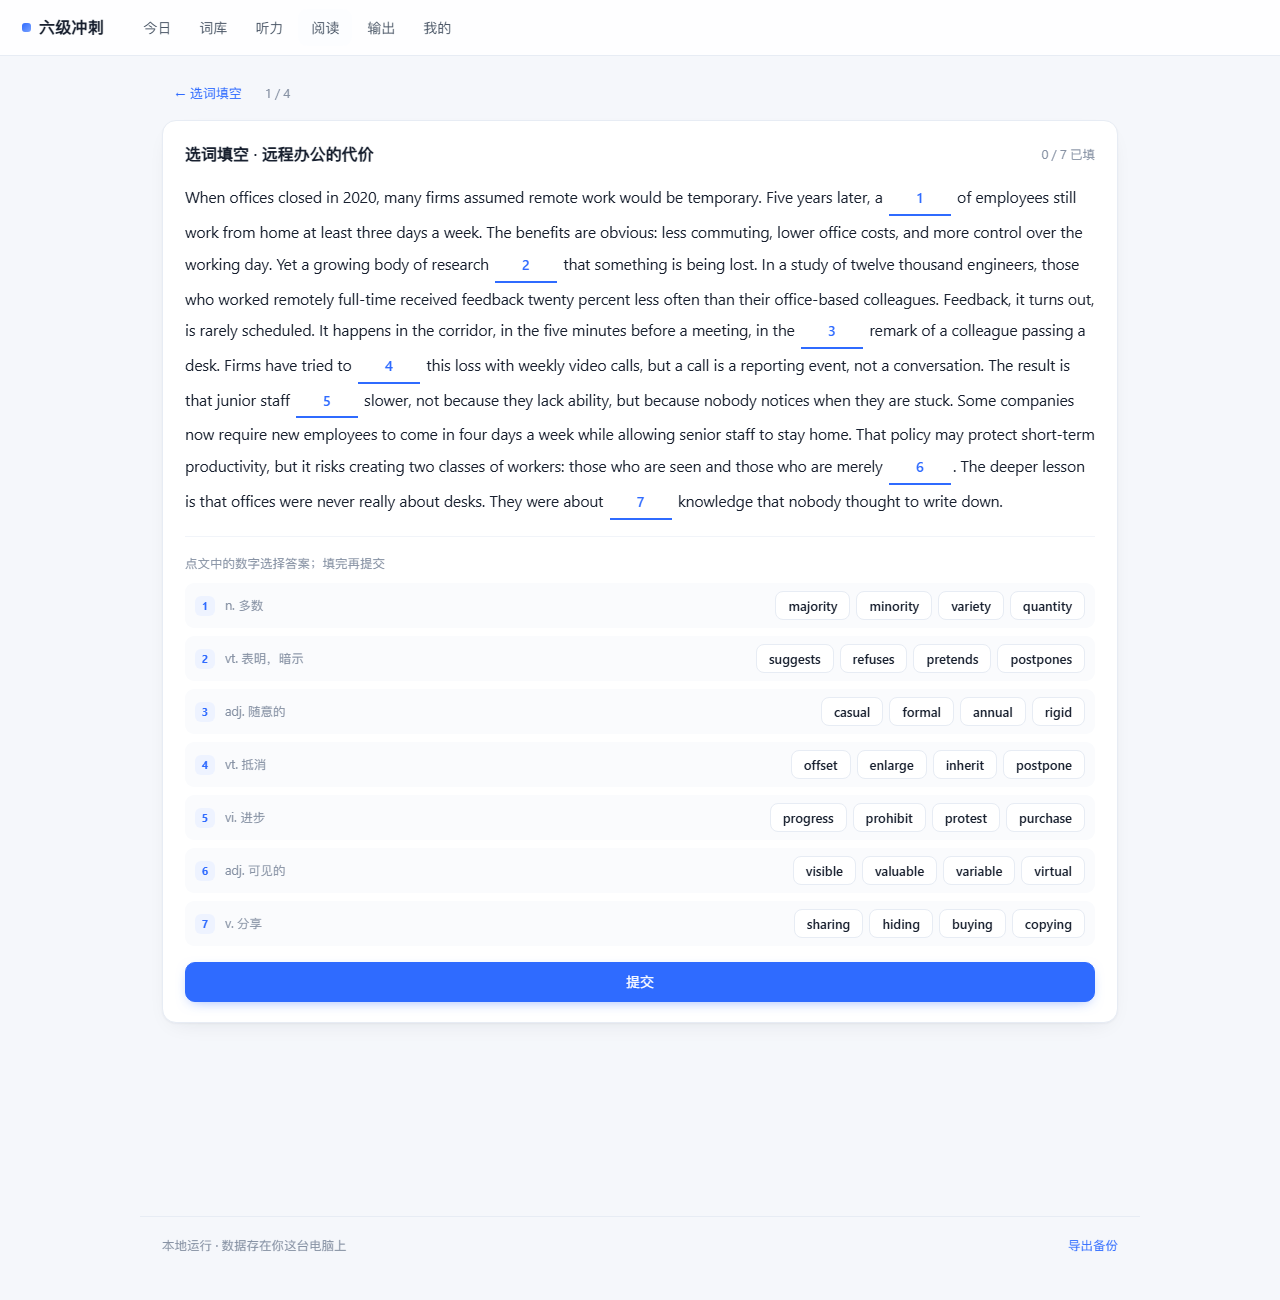 六级冲刺 今日 词库 听力 阅读 输出 我的
← 选词填空 1 / 4
选词填空 · 远程办公的代价 0 / 7 已填
When offices closed in 2020, many firms assumed remote work would be temporary. Five years later, a 1 of employees still
work from home at least three days a week. The benefits are obvious: less commuting, lower office costs, and more control over the
working day. Yet a growing body of research 2 that something is being lost. In a study of twelve thousand engineers, those
who worked remotely full-time received feedback twenty percent less often than their office-based colleagues. Feedback, it turns out,
is rarely scheduled. It happens in the corridor, in the five minutes before a meeting, in the 3 remark of a colleague passing a
desk. Firms have tried to 4 this loss with weekly video calls, but a call is a reporting event, not a conversation. The result is
that junior staff 5 slower, not because they lack ability, but because nobody notices when they are stuck. Some companies
now require new employees to come in four days a week while allowing senior staff to stay home. That policy may protect short-term
productivity, but it risks creating two classes of workers: those who are seen and those who are merely 6 . The deeper lesson
is that offices were never really about desks. They were about 7 knowledge that nobody thought to write down.
点文中的数字选择答案；填完再提交
1 n. 多数 majority minority variety quantity
2 vt. 表明，暗示 suggests refuses pretends postpones
3 adj. 随意的 casual formal annual rigid
4 vt. 抵消 offset enlarge inherit postpone
5 vi. 进步 progress prohibit protest purchase
6 adj. 可见的 visible valuable variable virtual
7 v. 分享 sharing hiding buying copying
提交
本地运行 · 数据存在你这台电脑上 导出备份